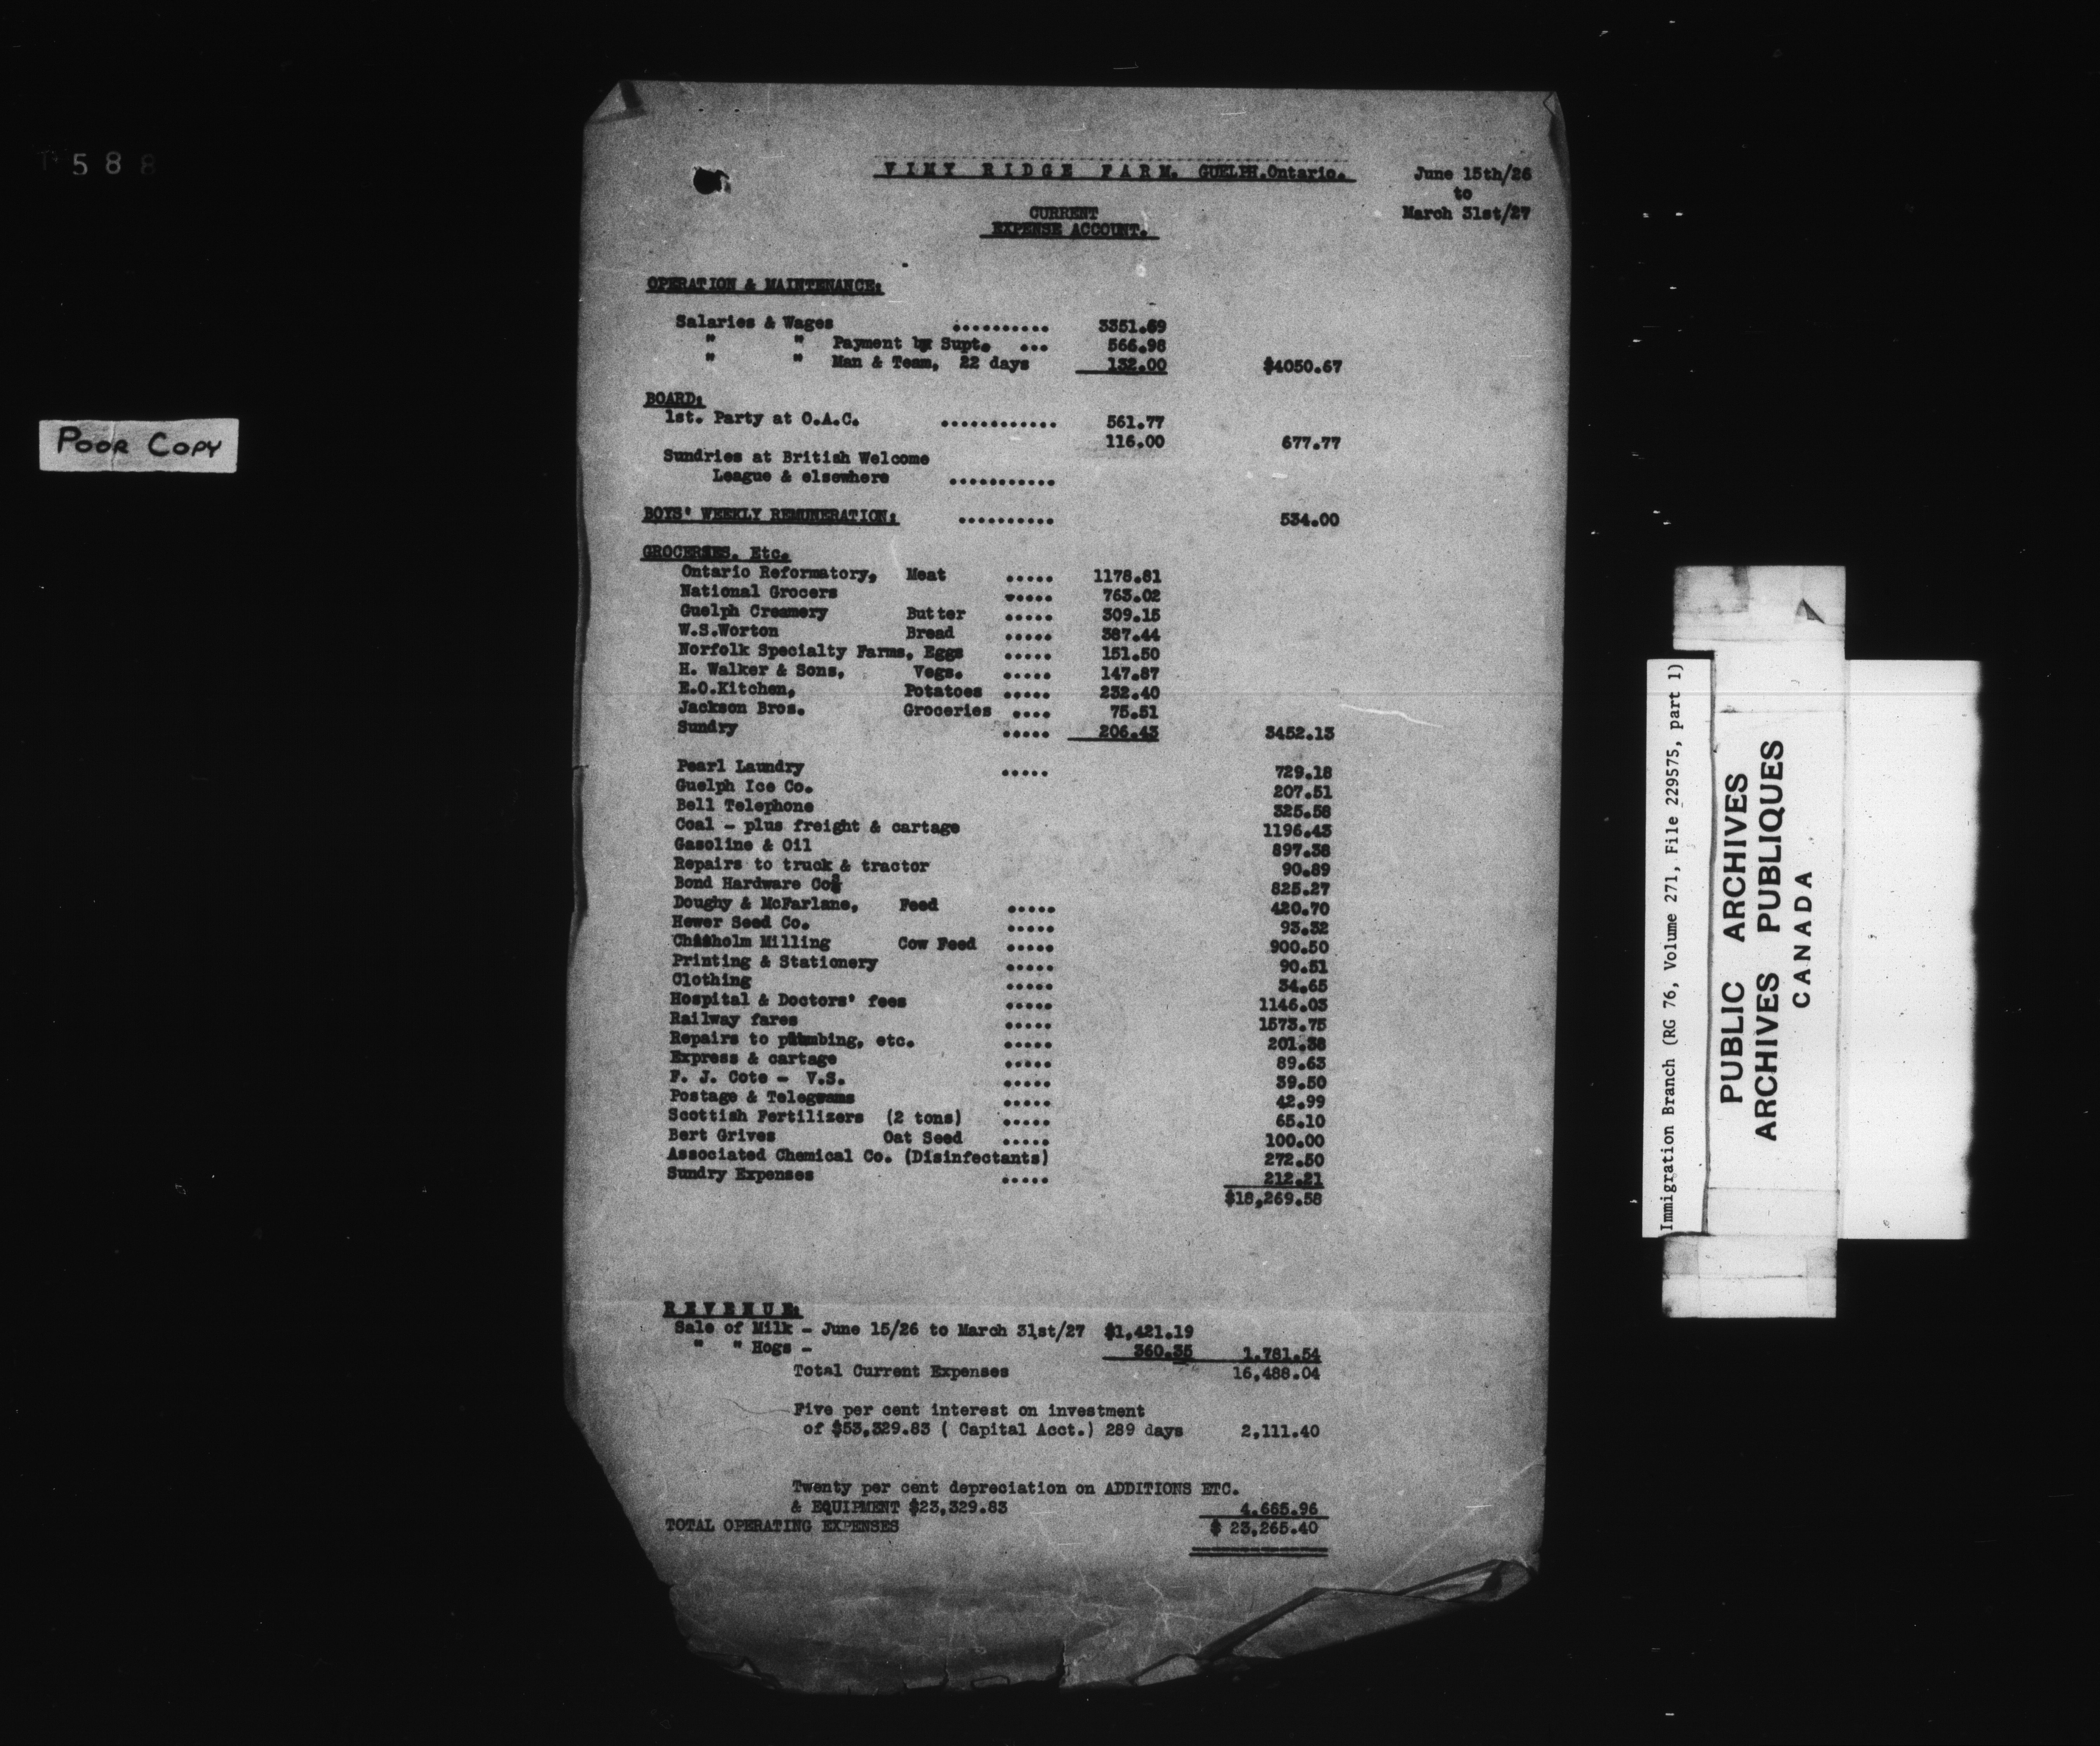 588
POOR COPY
VIMY RIDGE FARM. GUELPH.Ontario.
June 15th/26
to
March 31st/27
CURRENT
EXPENSE ACCOUNT.
OPERATION & MAINTENANCE:
Salaries & Wages .......... 3351.69
" " Payment by Supt. ... 566.98
" " Man & Team, 22 days 132.00 $4050.67
BOARD:
1st. Party at O.A.C. ............ 561.77
116.00 677.77
Sundries at British Welcome
League & elsewhere ...........
BOYS' WEEKLY REMUNERATION: .......... 534.00
GROCERIES. Etc.
Ontario Reformatory, Meat ..... 1178.81
National Grocers ..... 763.02
Guelph Creamery Butter ..... 309.15
W.S.Worton Bread ..... 387.44
Norfolk Specialty Farms, Eggs ..... 151.50
H. Walker & Sons, Vegs. ..... 147.87
E.O.Kitchen, Potatoes ..... 232.40
Jackson Bros. Groceries .... 75.51
Sundry ..... 206.43 3452.13
Pearl Laundry ..... 729.18
Guelph Ice Co. 207.51
Bell Telephone 325.58
Coal - plus freight & cartage 1196.43
Gasoline & Oil 897.38
Repairs to truck & tractor 90.89
Bond Hardware Co. 825.27
Doughy & McFarlane, Feed ..... 420.70
Hewer Seed Co. ..... 93.32
Chisholm Milling Cow Feed ..... 900.50
Printing & Stationery ..... 90.51
Clothing ..... 34.65
Hospital & Doctors' fees ..... 1146.03
Railway fares ..... 1573.75
Repairs to plumbing, etc. ..... 201.38
Express & cartage ..... 89.63
F. J. Cote - V.S. ..... 39.50
Postage & Telegrams ..... 42.99
Scottish Fertilizers (2 tons) ..... 65.10
Bert Grives Oat Seed ..... 100.00
Associated Chemical Co. (Disinfectants) 272.50
Sundry Expenses ..... 212.21
$18,269.58
REVENUE:
Sale of Milk - June 15/26 to March 31st/27 $1,421.19
" " Hogs - 360.35 1.781.54
Total Current Expenses 16,488.04
Five per cent interest on investment
of $53,329.83 ( Capital Acct.) 289 days 2,111.40
Twenty per cent depreciation on ADDITIONS ETC.
& EQUIPMENT $23,329.83 4.665.96
TOTAL OPERATING EXPENSES $ 23,265.40
Immigration Branch (RG 76, Volume 271, File 229575, part 1)
PUBLIC ARCHIVES
ARCHIVES PUBLIQUES
CANADA